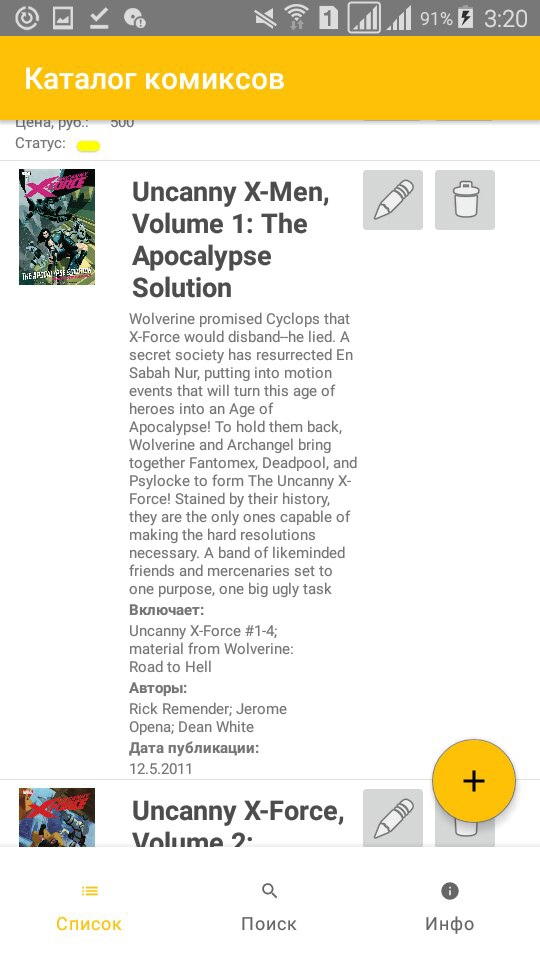 91% 3:20
1
Каталог комиксов
Цена, руб.: 500
Статус:
Uncanny X-Men,
Volume 1: The
Apocalypse
Solution
UNCANNY
X-FORCE
THE APOCALYPSE SOLUTION
Wolverine promised Cyclops that
X-Force would disband--he lied. A
secret society has resurrected En
Sabah Nur, putting into motion
events that will turn this age of
heroes into an Age of
Apocalypse! To hold them back,
Wolverine and Archangel bring
together Fantomex, Deadpool, and
Psylocke to form The Uncanny X-
Force! Stained by their history,
they are the only ones capable of
making the hard resolutions
necessary. A band of likeminded
friends and mercenaries set to
one purpose, one big ugly task
Включает:
Uncanny X-Force #1-4;
material from Wolverine:
Road to Hell
Авторы:
Rick Remender; Jerome
Opena; Dean White
Дата публикации:
12.5.2011
UNCANNY
X-FORCE
Uncanny X-Force,
Volume 2:
+
Список
Поиск
Инфо